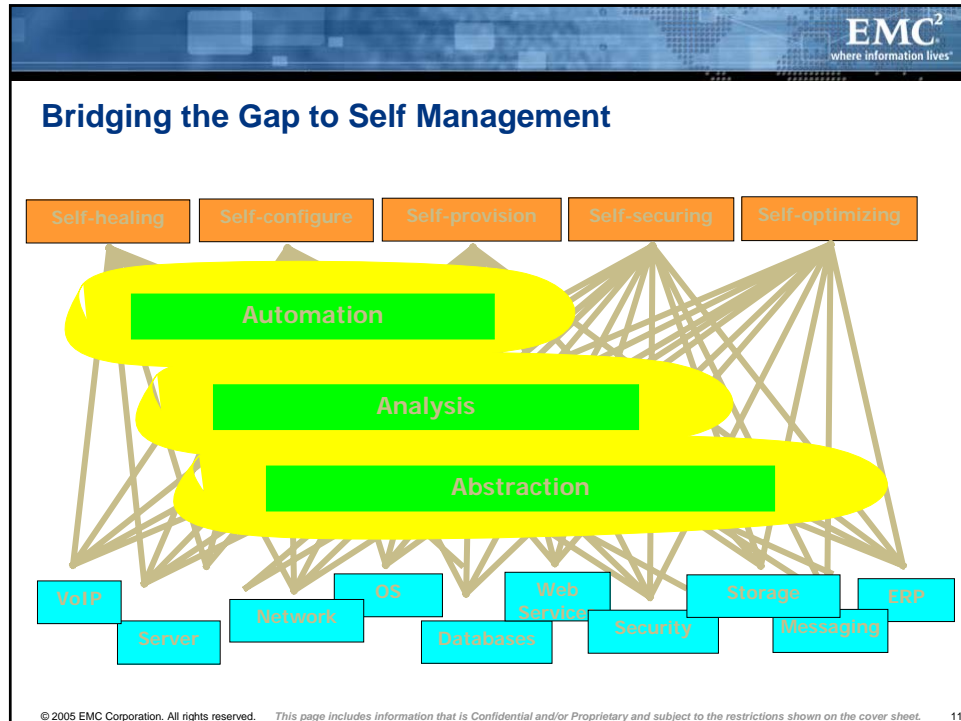 EMC²
where information lives®
Bridging the Gap to Self Management
Self-healing Self-configure Self-provision Self-securing Self-optimizing
Automation
Analysis
Abstraction
VoIP
Server
Network
OS
Databases
Web
Service
Security
Storage
Messaging
ERP
© 2005 EMC Corporation. All rights reserved. This page includes information that is Confidential and/or Proprietary and subject to the restrictions shown on the cover sheet. 11